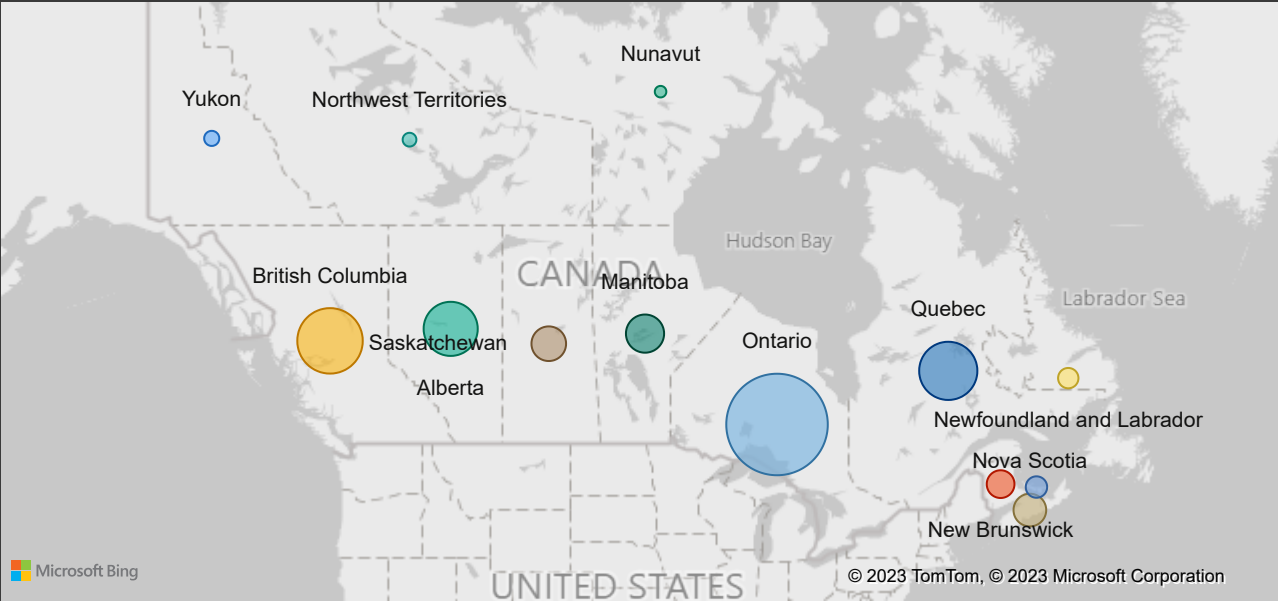 Nunavut
Yukon
Northwest Territories
Hudson Bay
British Columbia
CANADA
Manitoba
Labrador Sea
Quebec
Saskatchewan
Ontario
Alberta
Newfoundland and Labrador
Nova Scotia
New Brunswick
Microsoft Bing
UNITED STATES
© 2023 TomTom, © 2023 Microsoft Corporation